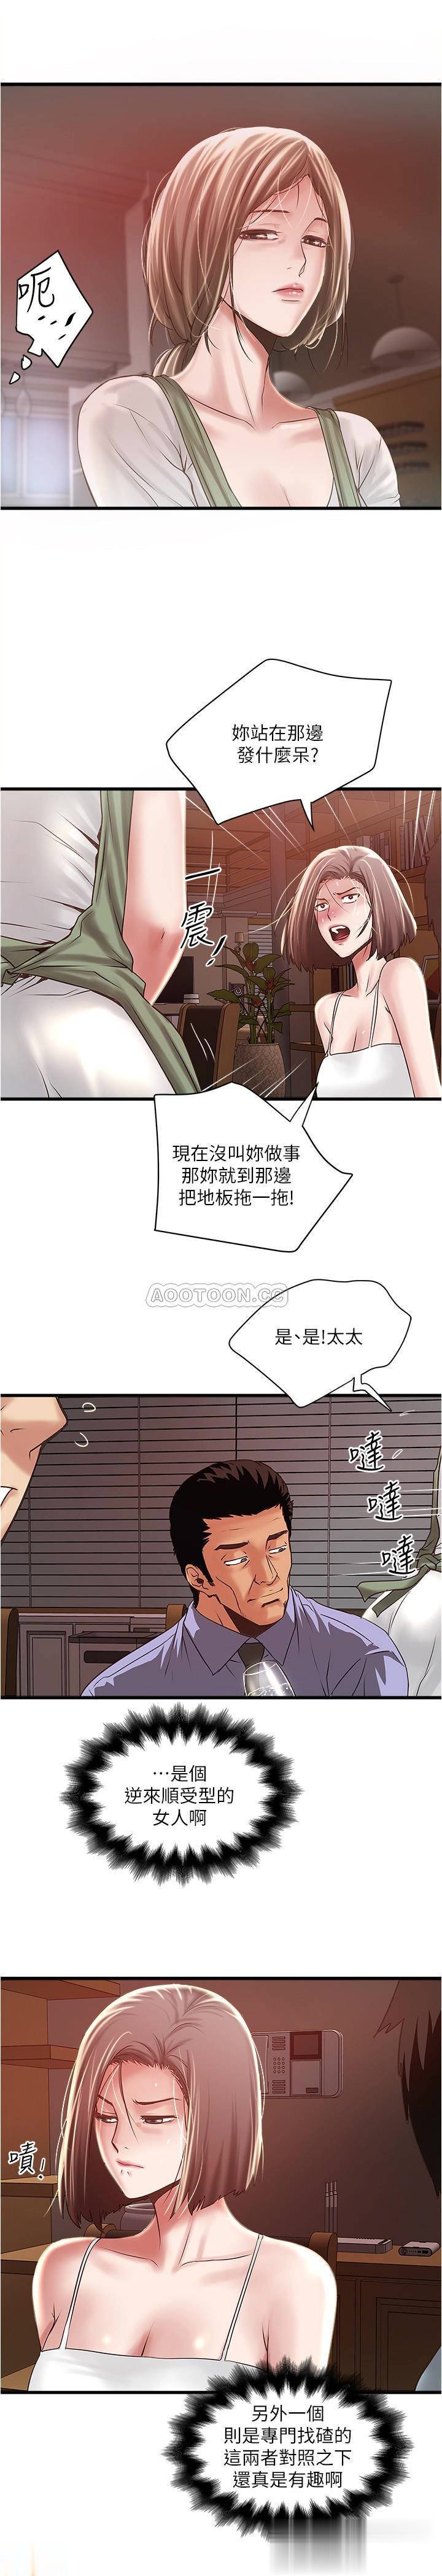 呃…
妳站在那邊
發什麼呆?
一震!
現在沒叫妳做事
那妳就到那邊
把地板拖一拖!
AOOTOON.CC
是、是!太太
噠
噠
噠
…是個
逆來順受型的
女人啊
嘖!
另外一個
則是專門找碴的
這兩者對照之下
還真是有趣啊